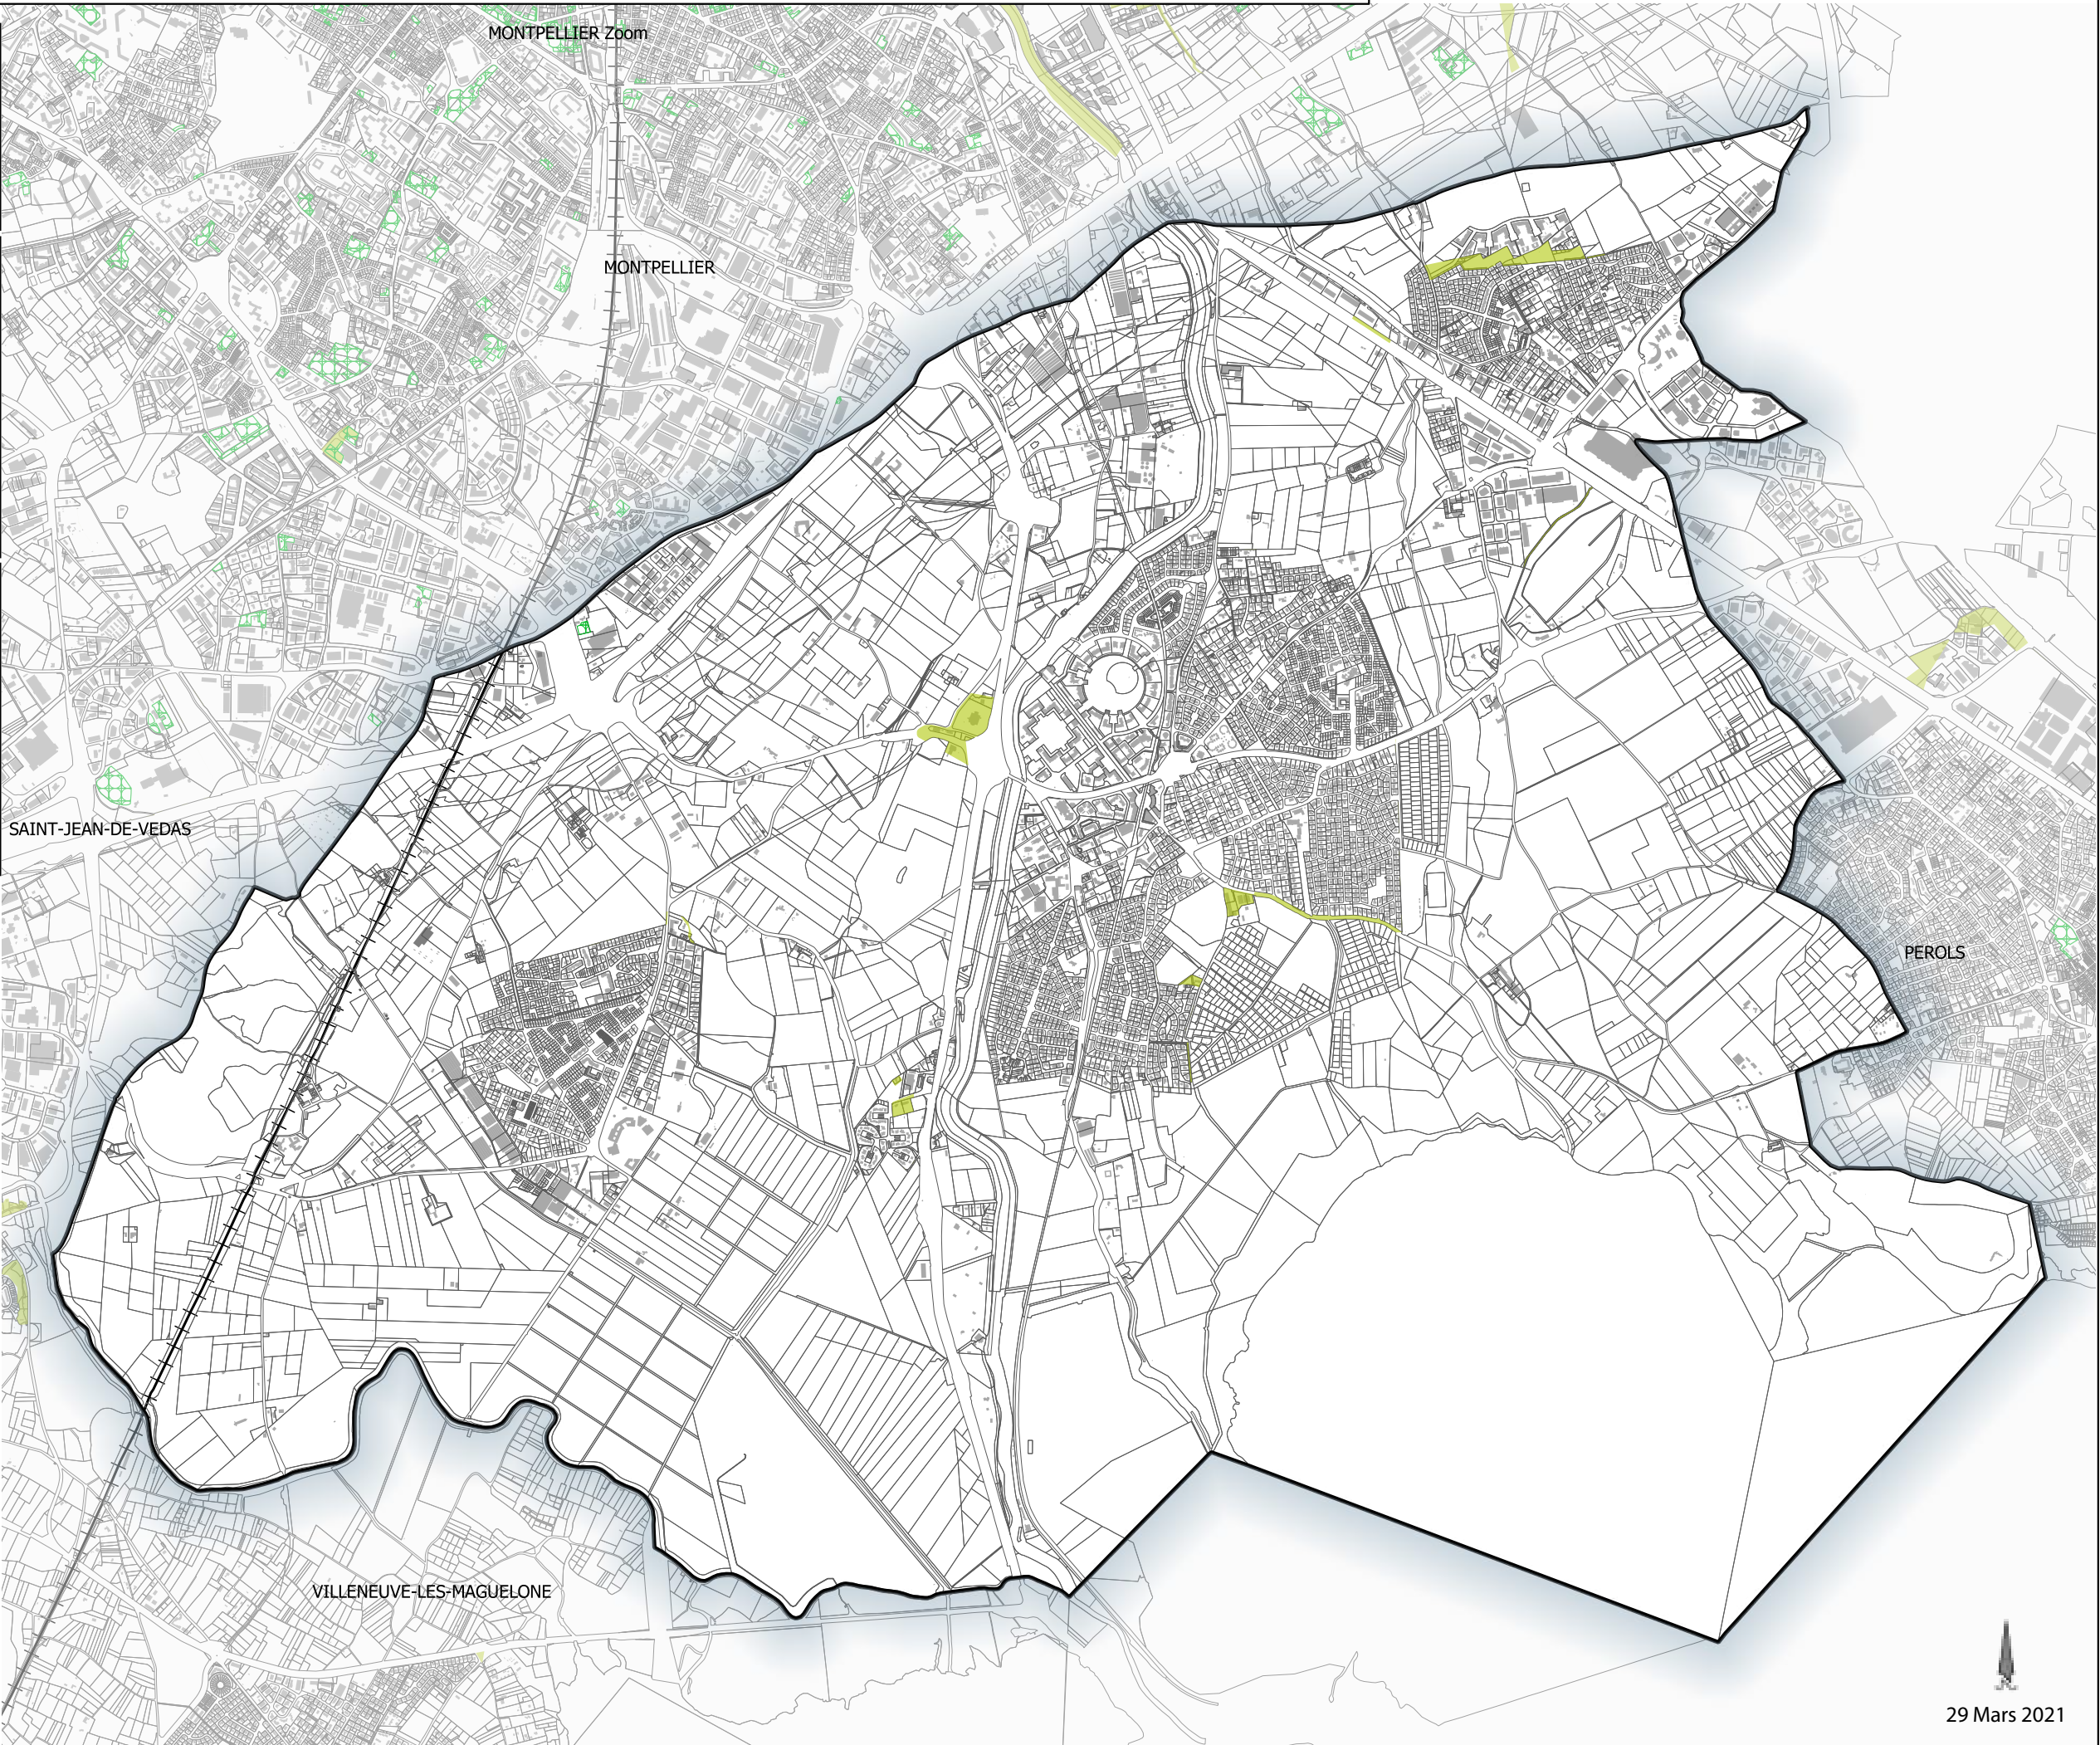 MONTPELLIER Zoom
MONTPELLIER
SAINT-JEAN-DE-VEDAS
PEROLS
VILLENEUVE-LES-MAGUELONE
29 Mars 2021